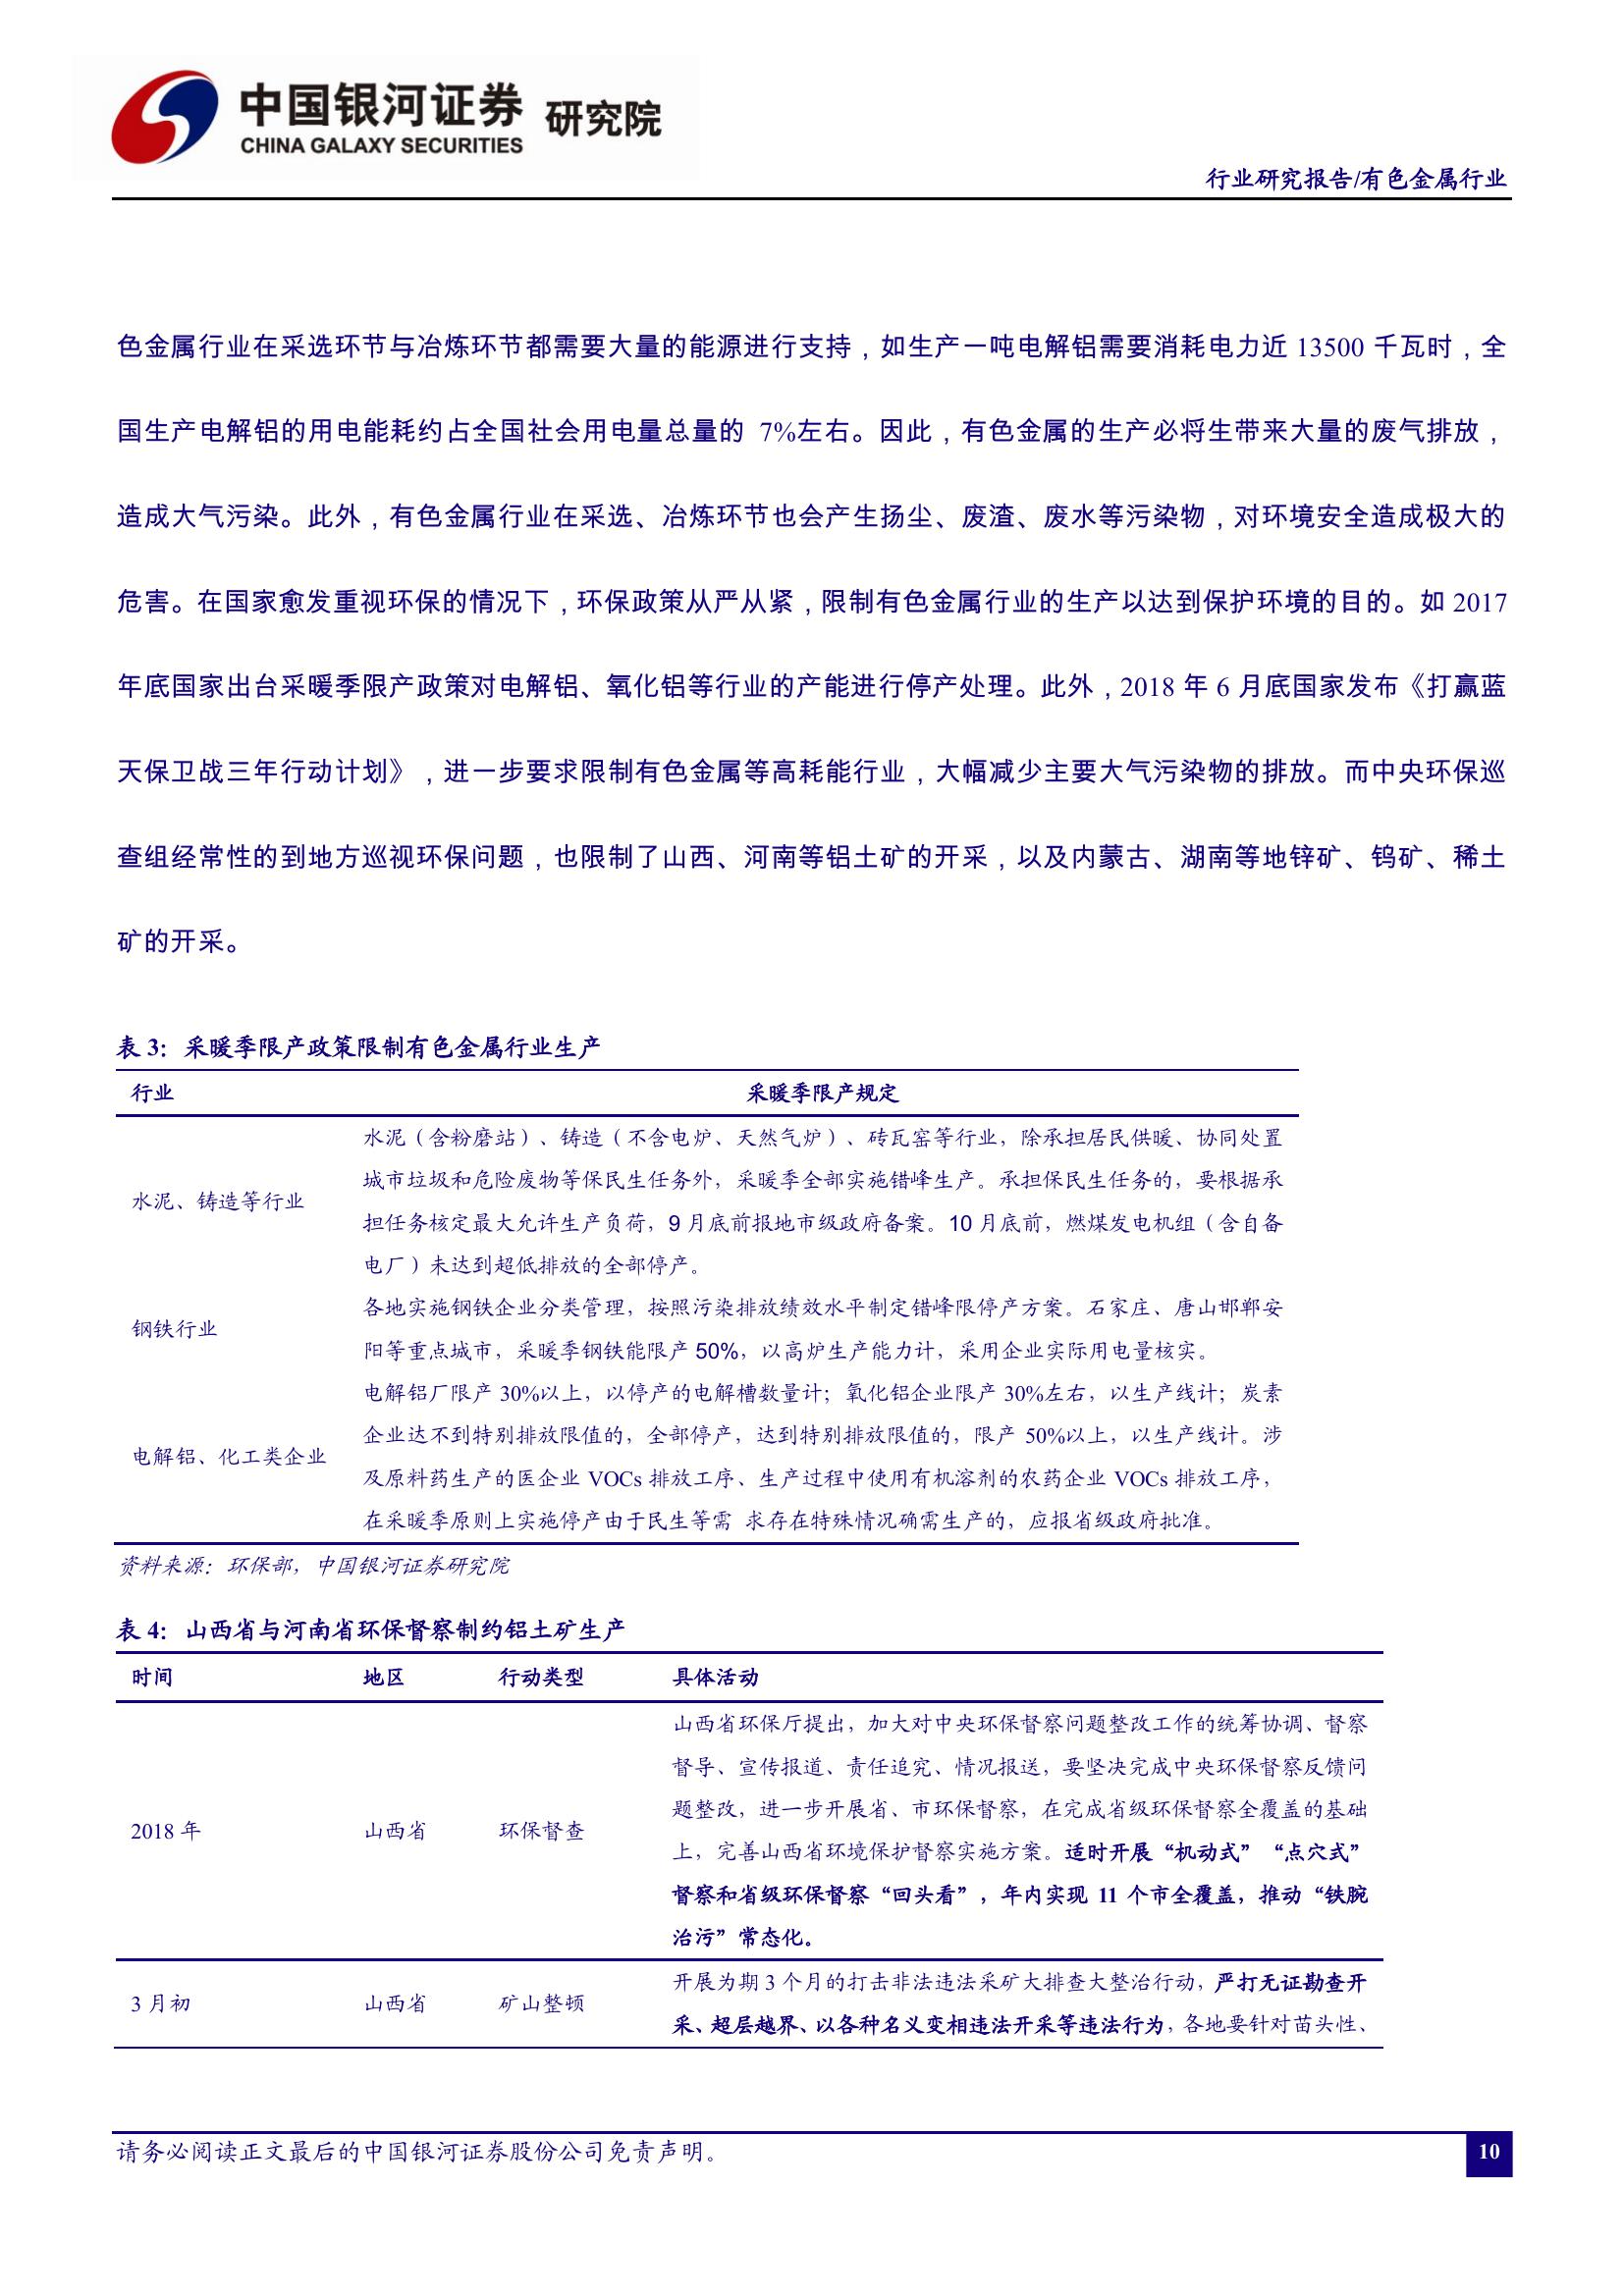 中国银河证券 研究院
CHINA GALAXY SECURITIES
行业研究报告/有色金属行业
色金属行业在采选环节与冶炼环节都需要大量的能源进行支持，如生产一吨电解铝需要消耗电力近 13500 千瓦时，全
国生产电解铝的用电能耗约占全国社会用电量总量的 7%左右。因此，有色金属的生产必将生带来大量的废气排放，
造成大气污染。此外，有色金属行业在采选、冶炼环节也会产生扬尘、废渣、废水等污染物，对环境安全造成极大的
危害。在国家愈发重视环保的情况下，环保政策从严从紧，限制有色金属行业的生产以达到保护环境的目的。如 2017
年底国家出台采暖季限产政策对电解铝、氧化铝等行业的产能进行停产处理。此外，2018 年 6 月底国家发布《打赢蓝
天保卫战三年行动计划》，进一步要求限制有色金属等高耗能行业，大幅减少主要大气污染物的排放。而中央环保巡
查组经常性的到地方巡视环保问题，也限制了山西、河南等铝土矿的开采，以及内蒙古、湖南等地锌矿、钨矿、稀土
矿的开采。
表 3：采暖季限产政策限制有色金属行业生产
行业 采暖季限产规定
水泥、铸造等行业
水泥（含粉磨站）、铸造（不含电炉、天然气炉）、砖瓦窑等行业，除承担居民供暖、协同处置
城市垃圾和危险废物等保民生任务外，采暖季全部实施错峰生产。承担保民生任务的，要根据承
担任务核定最大允许生产负荷，9 月底前报地市级政府备案。10 月底前，燃煤发电机组（含自备
电厂）未达到超低排放的全部停产。
钢铁行业
各地实施钢铁企业分类管理，按照污染排放绩效水平制定错峰限停产方案。石家庄、唐山邯郸安
阳等重点城市，采暖季钢铁能限产 50%，以高炉生产能力计，采用企业实际用电量核实。
电解铝、化工类企业
电解铝厂限产 30%以上，以停产的电解槽数量计；氧化铝企业限产 30%左右，以生产线计；炭素
企业达不到特别排放限值的，全部停产，达到特别排放限值的，限产 50%以上，以生产线计。涉
及原料药生产的医企业 VOCs 排放工序、生产过程中使用有机溶剂的农药企业 VOCs 排放工序，
在采暖季原则上实施停产由于民生等需 求存在特殊情况确需生产的，应报省级政府批准。
资料来源：环保部，中国银河证券研究院
表 4：山西省与河南省环保督察制约铝土矿生产
时间 地区 行动类型 具体活动
2018 年 山西省 环保督查
山西省环保厅提出，加大对中央环保督察问题整改工作的统筹协调、督察
督导、宣传报道、责任追究、情况报送，要坚决完成中央环保督察反馈问
题整改，进一步开展省、市环保督察，在完成省级环保督察全覆盖的基础
上，完善山西省环境保护督察实施方案。适时开展“机动式”“点穴式”
督察和省级环保督察“回头看”，年内实现 11 个市全覆盖，推动“铁腕
治污”常态化。
3 月初 山西省 矿山整顿
开展为期 3 个月的打击非法违法采矿大排查大整治行动，严打无证勘查开
采、超层越界、以各种名义变相违法开采等违法行为，各地要针对苗头性、
请务必阅读正文最后的中国银河证券股份公司免责声明。
10